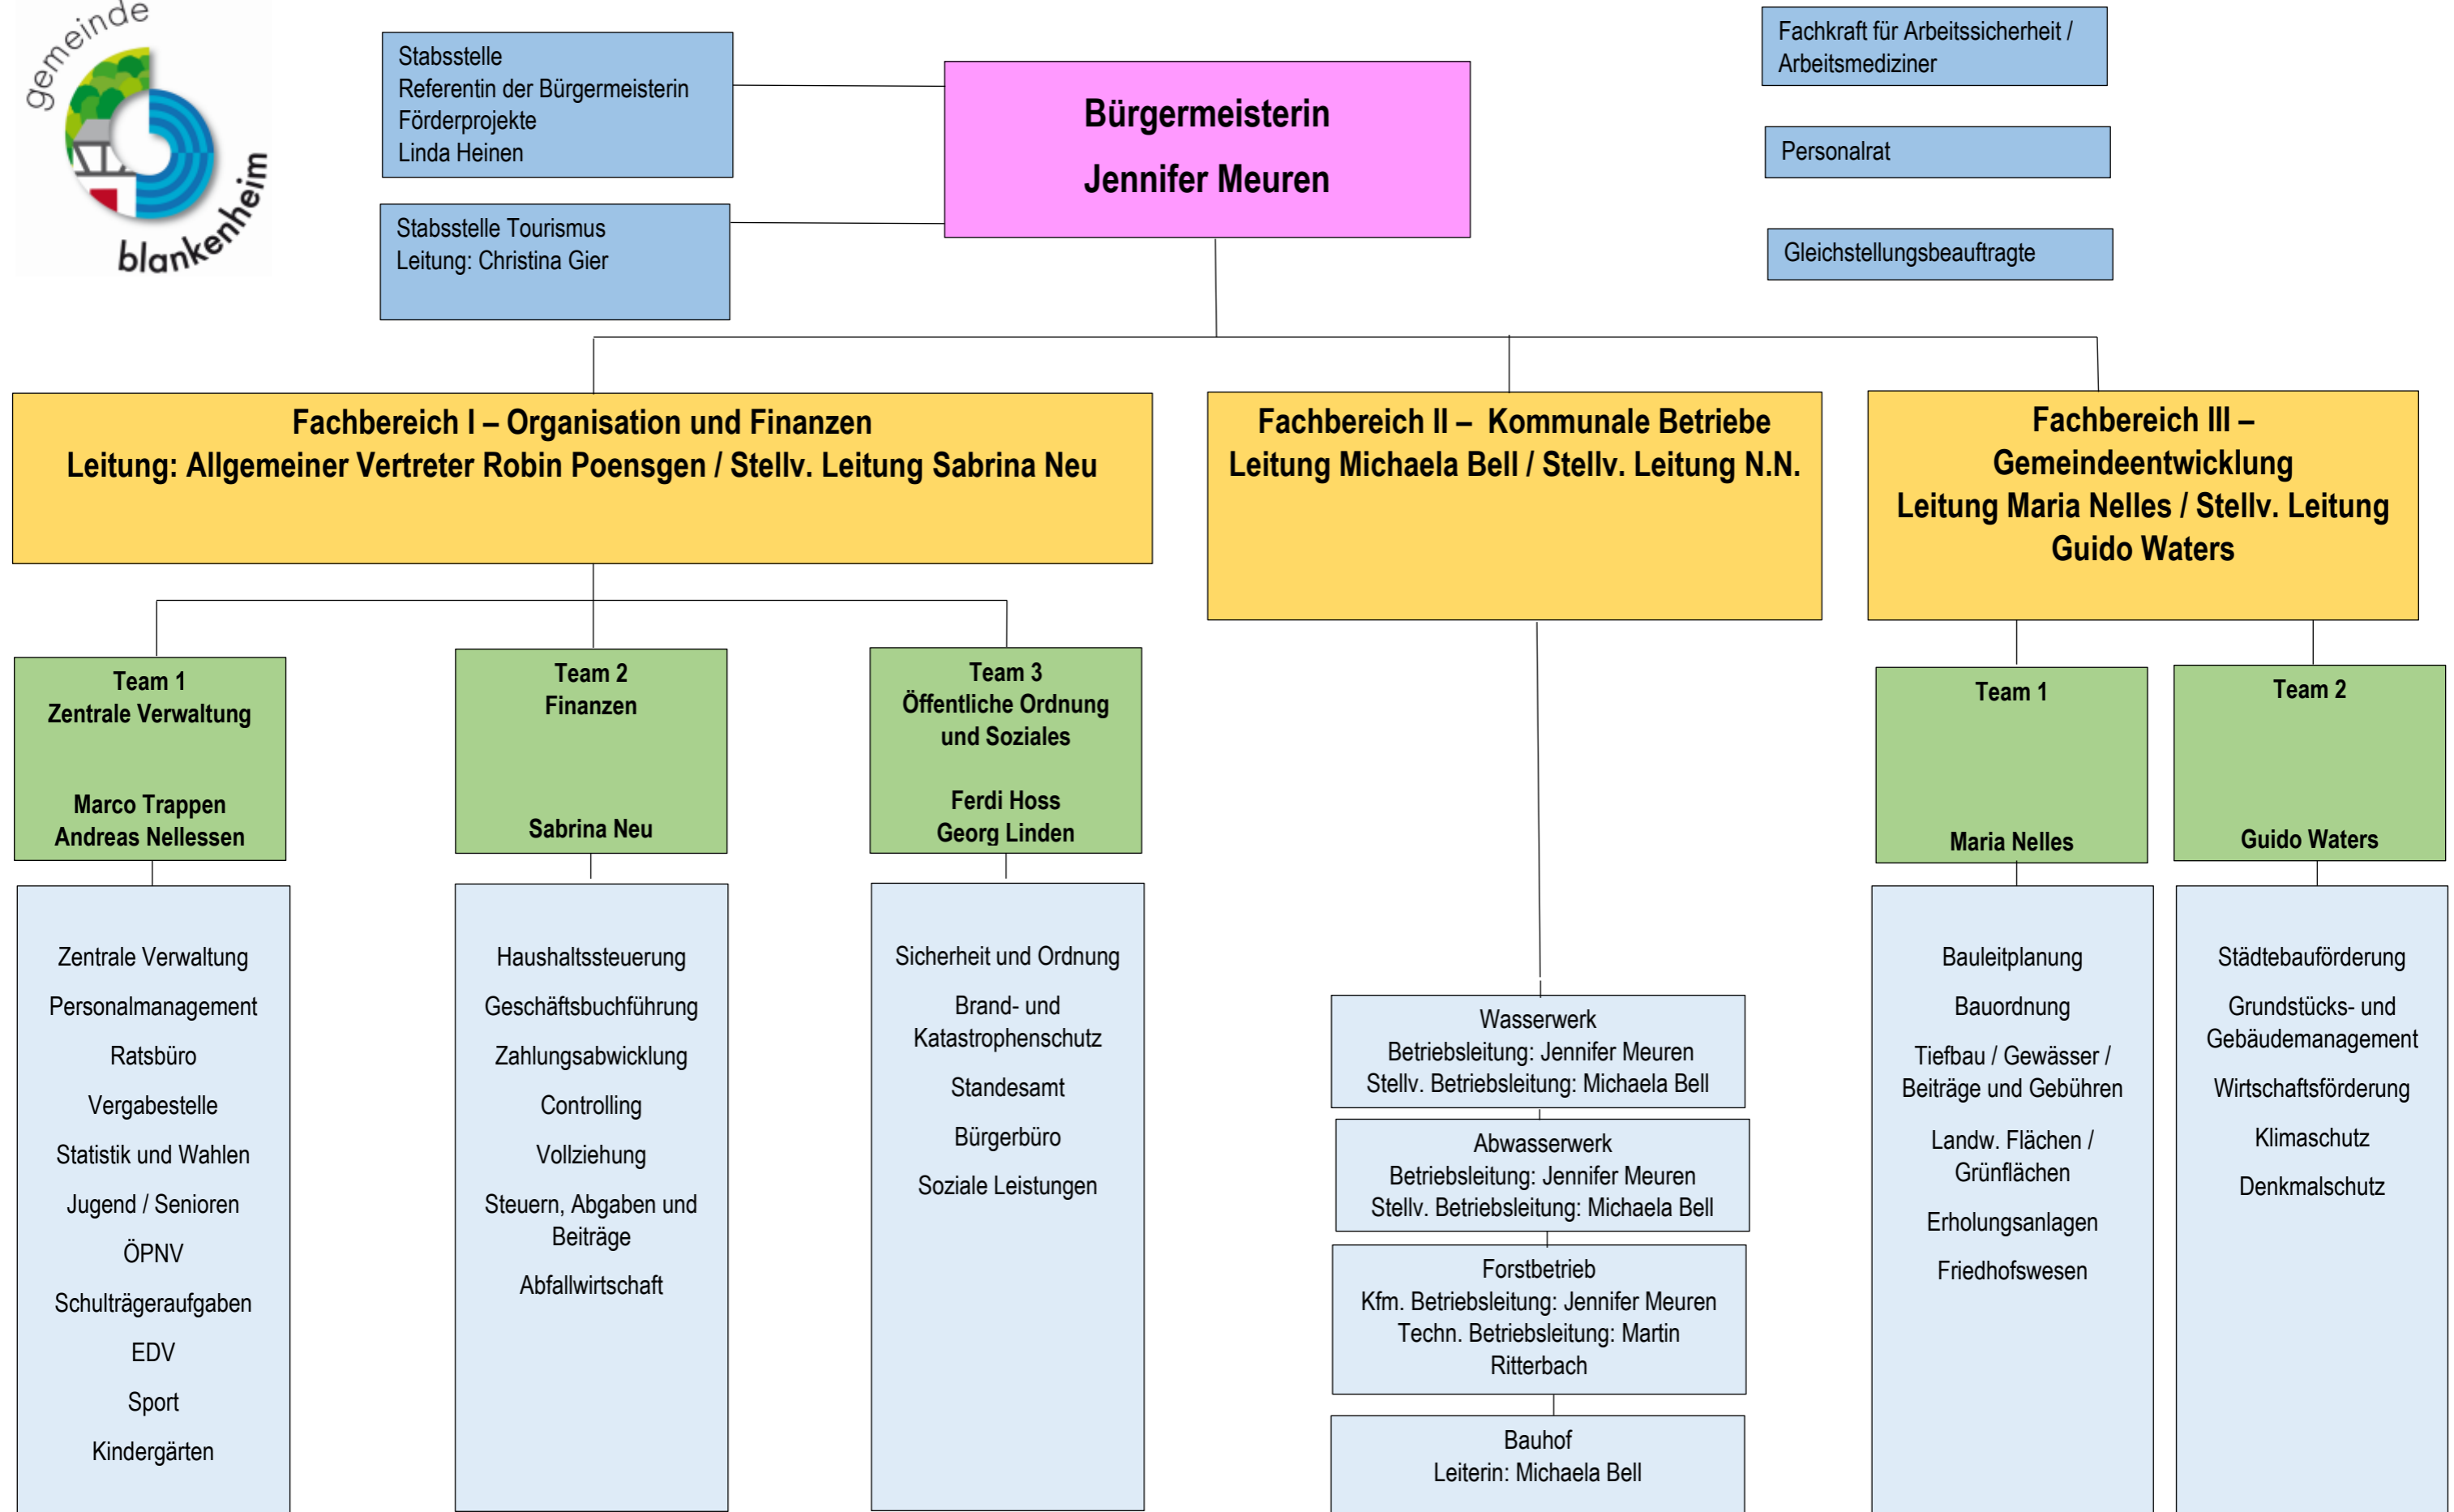 gemeinde
blankenheim
Stabsstelle
Referentin der Bürgermeisterin
Förderprojekte
Linda Heinen
Stabsstelle Tourismus
Leitung: Christina Gier
Bürgermeisterin
Jennifer Meuren
Fachkraft für Arbeitssicherheit /
Arbeitsmediziner
Personalrat
Gleichstellungsbeauftragte
Fachbereich I – Organisation und Finanzen
Leitung: Allgemeiner Vertreter Robin Poensgen / Stellv. Leitung Sabrina Neu
Fachbereich II – Kommunale Betriebe
Leitung Michaela Bell / Stellv. Leitung N.N.
Fachbereich III –
Gemeindeentwicklung
Leitung Maria Nelles / Stellv. Leitung
Guido Waters
Team 1
Zentrale Verwaltung
Marco Trappen
Andreas Nellessen
Zentrale Verwaltung
Personalmanagement
Ratsbüro
Vergabestelle
Statistik und Wahlen
Jugend / Senioren
ÖPNV
Schulträgeraufgaben
EDV
Sport
Kindergärten
Team 2
Finanzen
Sabrina Neu
Haushaltssteuerung
Geschäftsbuchführung
Zahlungsabwicklung
Controlling
Vollziehung
Steuern, Abgaben und
Beiträge
Abfallwirtschaft
Team 3
Öffentliche Ordnung
und Soziales
Ferdi Hoss
Georg Linden
Sicherheit und Ordnung
Brand- und
Katastrophenschutz
Standesamt
Bürgerbüro
Soziale Leistungen
Wasserwerk
Betriebsleitung: Jennifer Meuren
Stellv. Betriebsleitung: Michaela Bell
Abwasserwerk
Betriebsleitung: Jennifer Meuren
Stellv. Betriebsleitung: Michaela Bell
Forstbetrieb
Kfm. Betriebsleitung: Jennifer Meuren
Techn. Betriebsleitung: Martin
Ritterbach
Bauhof
Leiterin: Michaela Bell
Team 1
Maria Nelles
Bauleitplanung
Bauordnung
Tiefbau / Gewässer /
Beiträge und Gebühren
Landw. Flächen /
Grünflächen
Erholungsanlagen
Friedhofswesen
Team 2
Guido Waters
Städtebauförderung
Grundstücks- und
Gebäudemanagement
Wirtschaftsförderung
Klimaschutz
Denkmalschutz